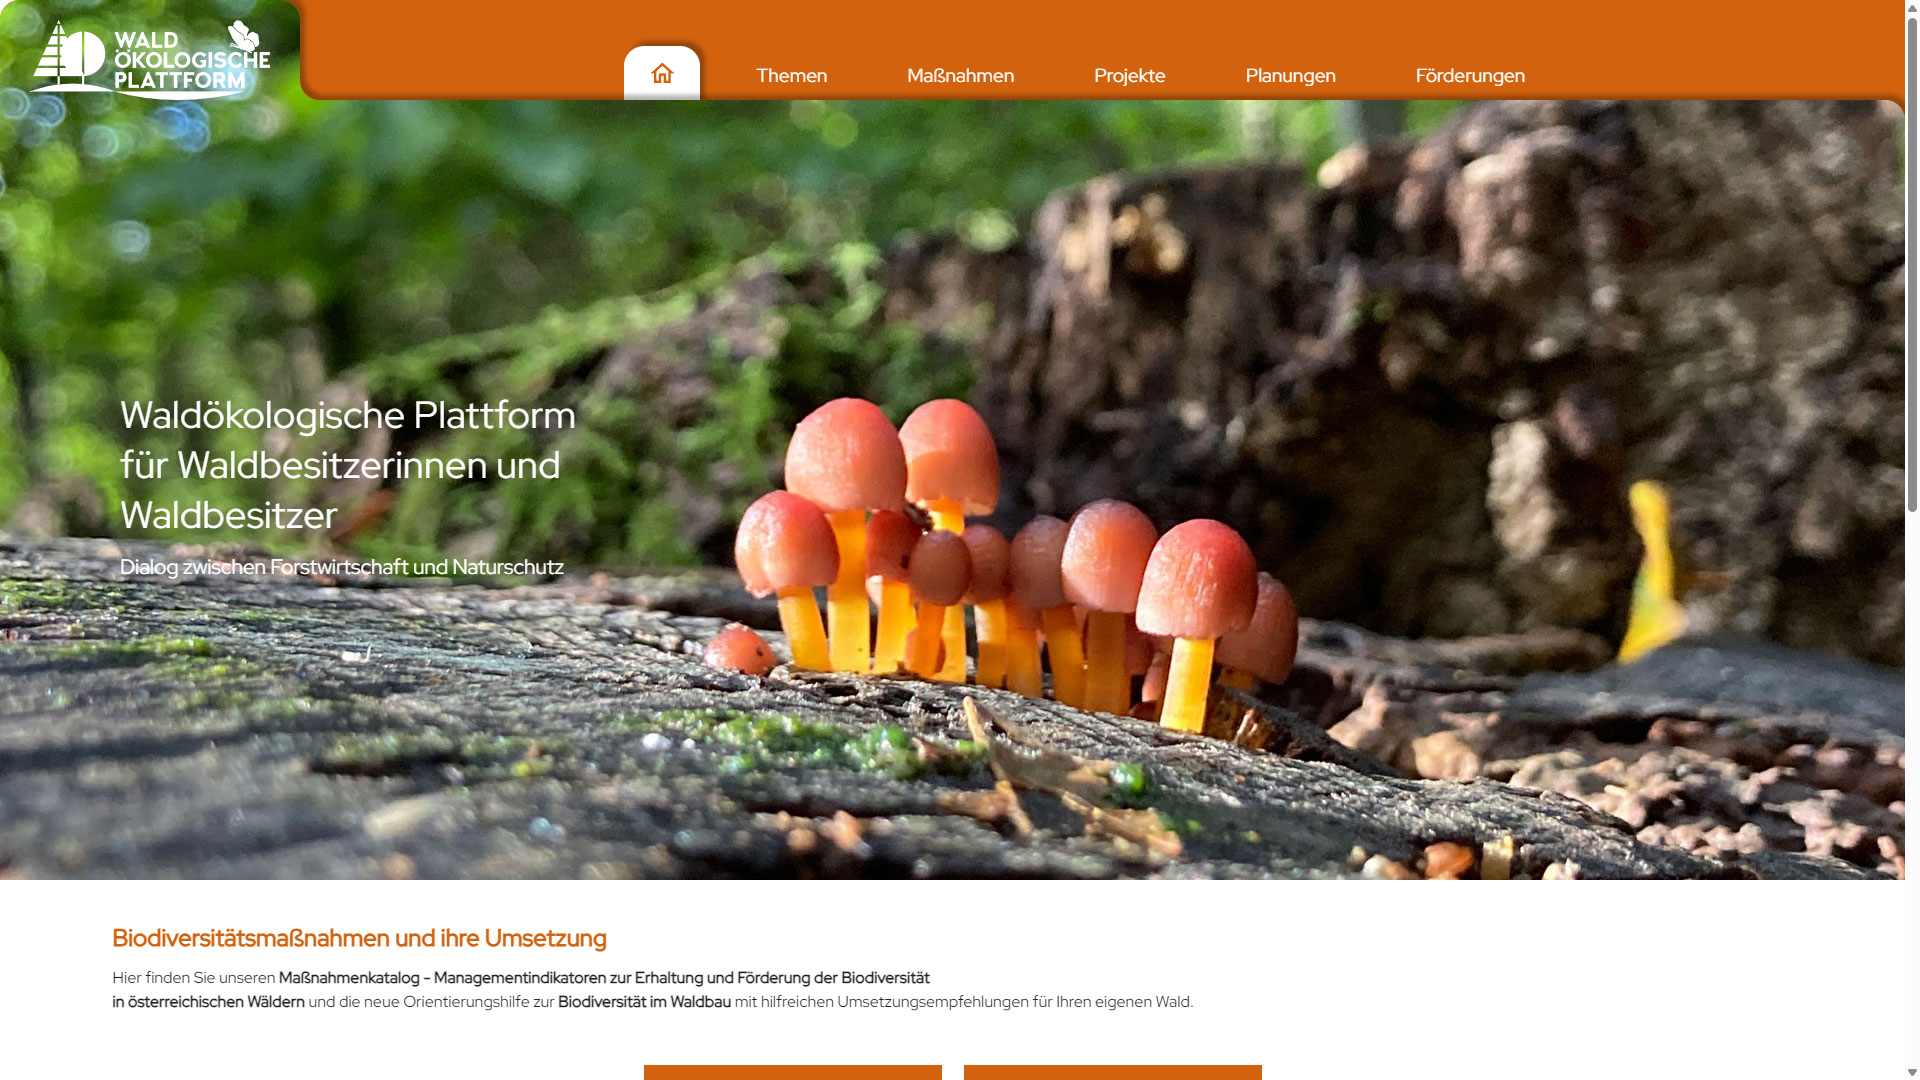 WALD
ÖKOLOGISCHE
PLATTFORM
Themen
Maßnahmen
Projekte
Planungen
Förderungen
Waldökologische Plattform
für Waldbesitzerinnen und
Waldbesitzer
Dialog zwischen Forstwirtschaft und Naturschutz
Biodiversitätsmaßnahmen und ihre Umsetzung
Hier finden Sie unseren Maßnahmenkatalog - Managementindikatoren zur Erhaltung und Förderung der Biodiversität
in österreichischen Wäldern und die neue Orientierungshilfe zur Biodiversität im Waldbau mit hilfreichen Umsetzungsempfehlungen für Ihren eigenen Wald.